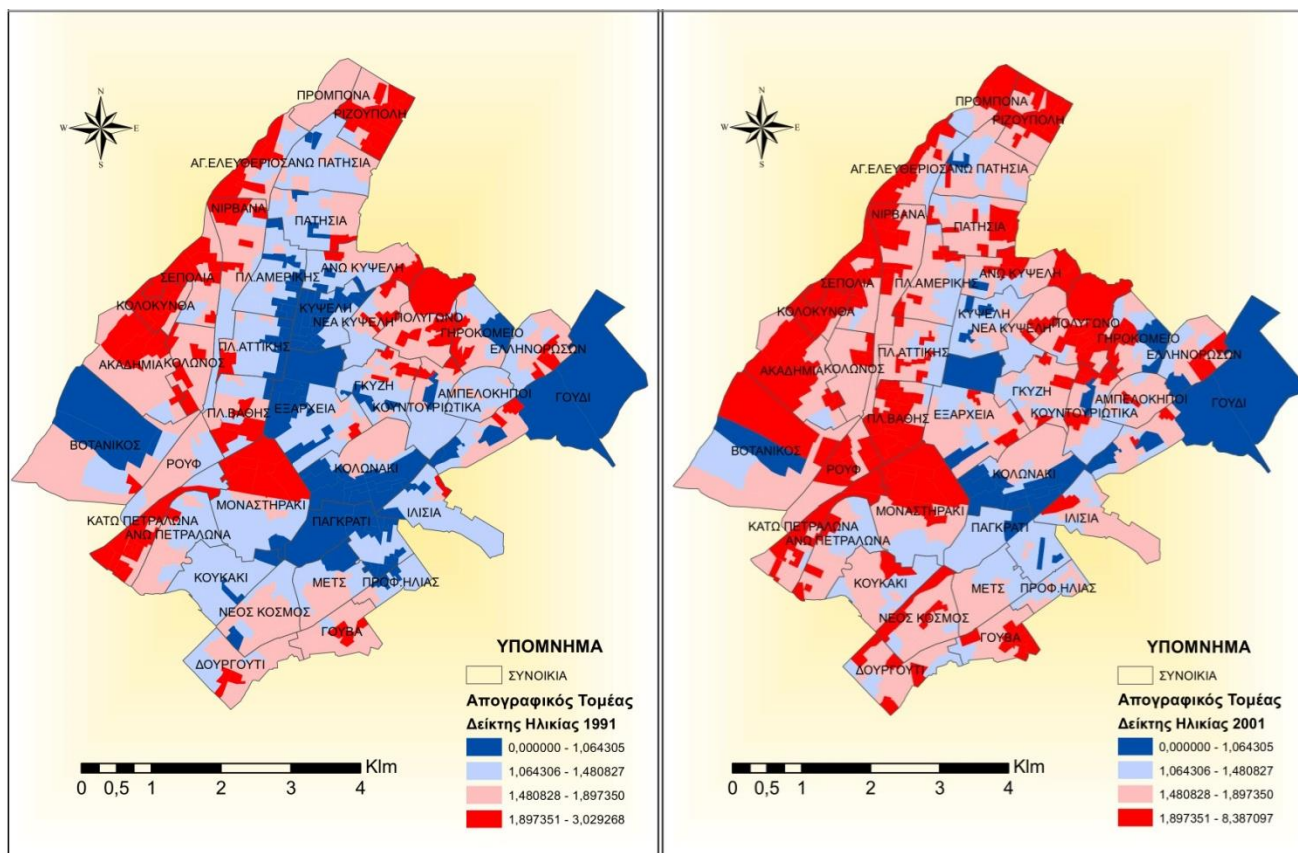 N
W E
S
ΠΡΟΜΠΟΝΑ
ΡΙΖΟΥΠΟΛΗ
ΑΓ.ΕΛΕΥΘΕΡΙΟΣ ΑΝΩ ΠΑΤΗΣΙΑ
ΝΙΡΒΑΝΑ
ΠΑΤΗΣΙΑ
ΣΕΠΟΛΙΑ
ΠΛ.ΑΜΕΡΙΚΗΣ
ΑΝΩ ΚΥΨΕΛΗ
ΚΟΛΟΚΥΝΘΑ
ΚΥΨΕΛΗ
ΝΕΑ ΚΥΨΕΛΗ
ΠΟΛΥΓΩΝΟ
ΓΗΡΟΚΟΜΕΙΟ
ΠΛ.ΑΤΤΙΚΗΣ
ΕΛΛΗΝΟΡΩΣΩΝ
ΑΚΑΔΗΜΙΑ
ΚΟΛΩΝΟΣ
ΓΚΥΖΗ
ΑΜΠΕΛΟΚΗΠΟΙ
ΓΟΥΔΙ
ΠΛ.ΒΑΘΗΣ
ΕΞΑΡΧΕΙΑ
ΚΟΥΝΤΟΥΡΙΩΤΙΚΑ
ΒΟΤΑΝΙΚΟΣ
ΡΟΥΦ
ΚΟΛΩΝΑΚΙ
ΜΟΝΑΣΤΗΡΑΚΙ
ΠΑΓΚΡΑΤΙ
ΙΛΙΣΙΑ
ΚΑΤΩ ΠΕΤΡΑΛΩΝΑ
ΑΝΩ ΠΕΤΡΑΛΩΝΑ
ΚΟΥΚΑΚΙ
ΜΕΤΣ
ΠΡΟΦ.ΗΛΙΑΣ
ΝΕΟΣ ΚΟΣΜΟΣ
ΓΟΥΒΑ
ΔΟΥΡΓΟΥΤΙ
ΥΠΟΜΝΗΜΑ
ΣΥΝΟΙΚΙΑ
Απογραφικός Τομέας
Δείκτης Ηλικίας 1991
0,000000 - 1,064305
1,064306 - 1,480827
1,480828 - 1,897350
1,897351 - 3,029268
Klm
0 0,5 1 2 3 4
N
W E
S
ΠΡΟΜΠΟΝΑ
ΡΙΖΟΥΠΟΛΗ
ΑΓ.ΕΛΕΥΘΕΡΙΟΣ ΑΝΩ ΠΑΤΗΣΙΑ
ΝΙΡΒΑΝΑ
ΠΑΤΗΣΙΑ
ΣΕΠΟΛΙΑ
ΠΛ.ΑΜΕΡΙΚΗΣ
ΑΝΩ ΚΥΨΕΛΗ
ΚΟΛΟΚΥΝΘΑ
ΚΥΨΕΛΗ
ΝΕΑ ΚΥΨΕΛΗ
ΠΟΛΥΓΩΝΟ
ΓΗΡΟΚΟΜΕΙΟ
ΠΛ.ΑΤΤΙΚΗΣ
ΕΛΛΗΝΟΡΩΣΩΝ
ΑΚΑΔΗΜΙΑ
ΚΟΛΩΝΟΣ
ΓΚΥΖΗ
ΑΜΠΕΛΟΚΗΠΟΙ
ΓΟΥΔΙ
ΠΛ.ΒΑΘΗΣ
ΕΞΑΡΧΕΙΑ
ΚΟΥΝΤΟΥΡΙΩΤΙΚΑ
ΒΟΤΑΝΙΚΟΣ
ΡΟΥΦ
ΚΟΛΩΝΑΚΙ
ΜΟΝΑΣΤΗΡΑΚΙ
ΠΑΓΚΡΑΤΙ
ΙΛΙΣΙΑ
ΚΑΤΩ ΠΕΤΡΑΛΩΝΑ
ΑΝΩ ΠΕΤΡΑΛΩΝΑ
ΚΟΥΚΑΚΙ
ΜΕΤΣ
ΠΡΟΦ.ΗΛΙΑΣ
ΝΕΟΣ ΚΟΣΜΟΣ
ΓΟΥΒΑ
ΔΟΥΡΓΟΥΤΙ
ΥΠΟΜΝΗΜΑ
ΣΥΝΟΙΚΙΑ
Απογραφικός Τομέας
Δείκτης Ηλικίας 2001
0,000000 - 1,064305
1,064306 - 1,480827
1,480828 - 1,897350
1,897351 - 8,387097
Klm
0 0,5 1 2 3 4